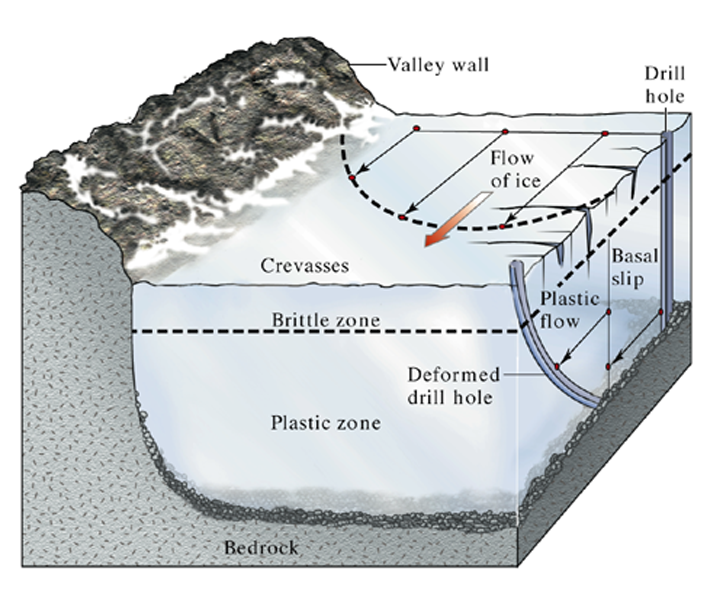 Valley wall
Drill
hole
Flow
of ice
Crevasses
Basal
slip
Plastic
flow
Brittle zone
Deformed
drill hole
Plastic zone
Bedrock